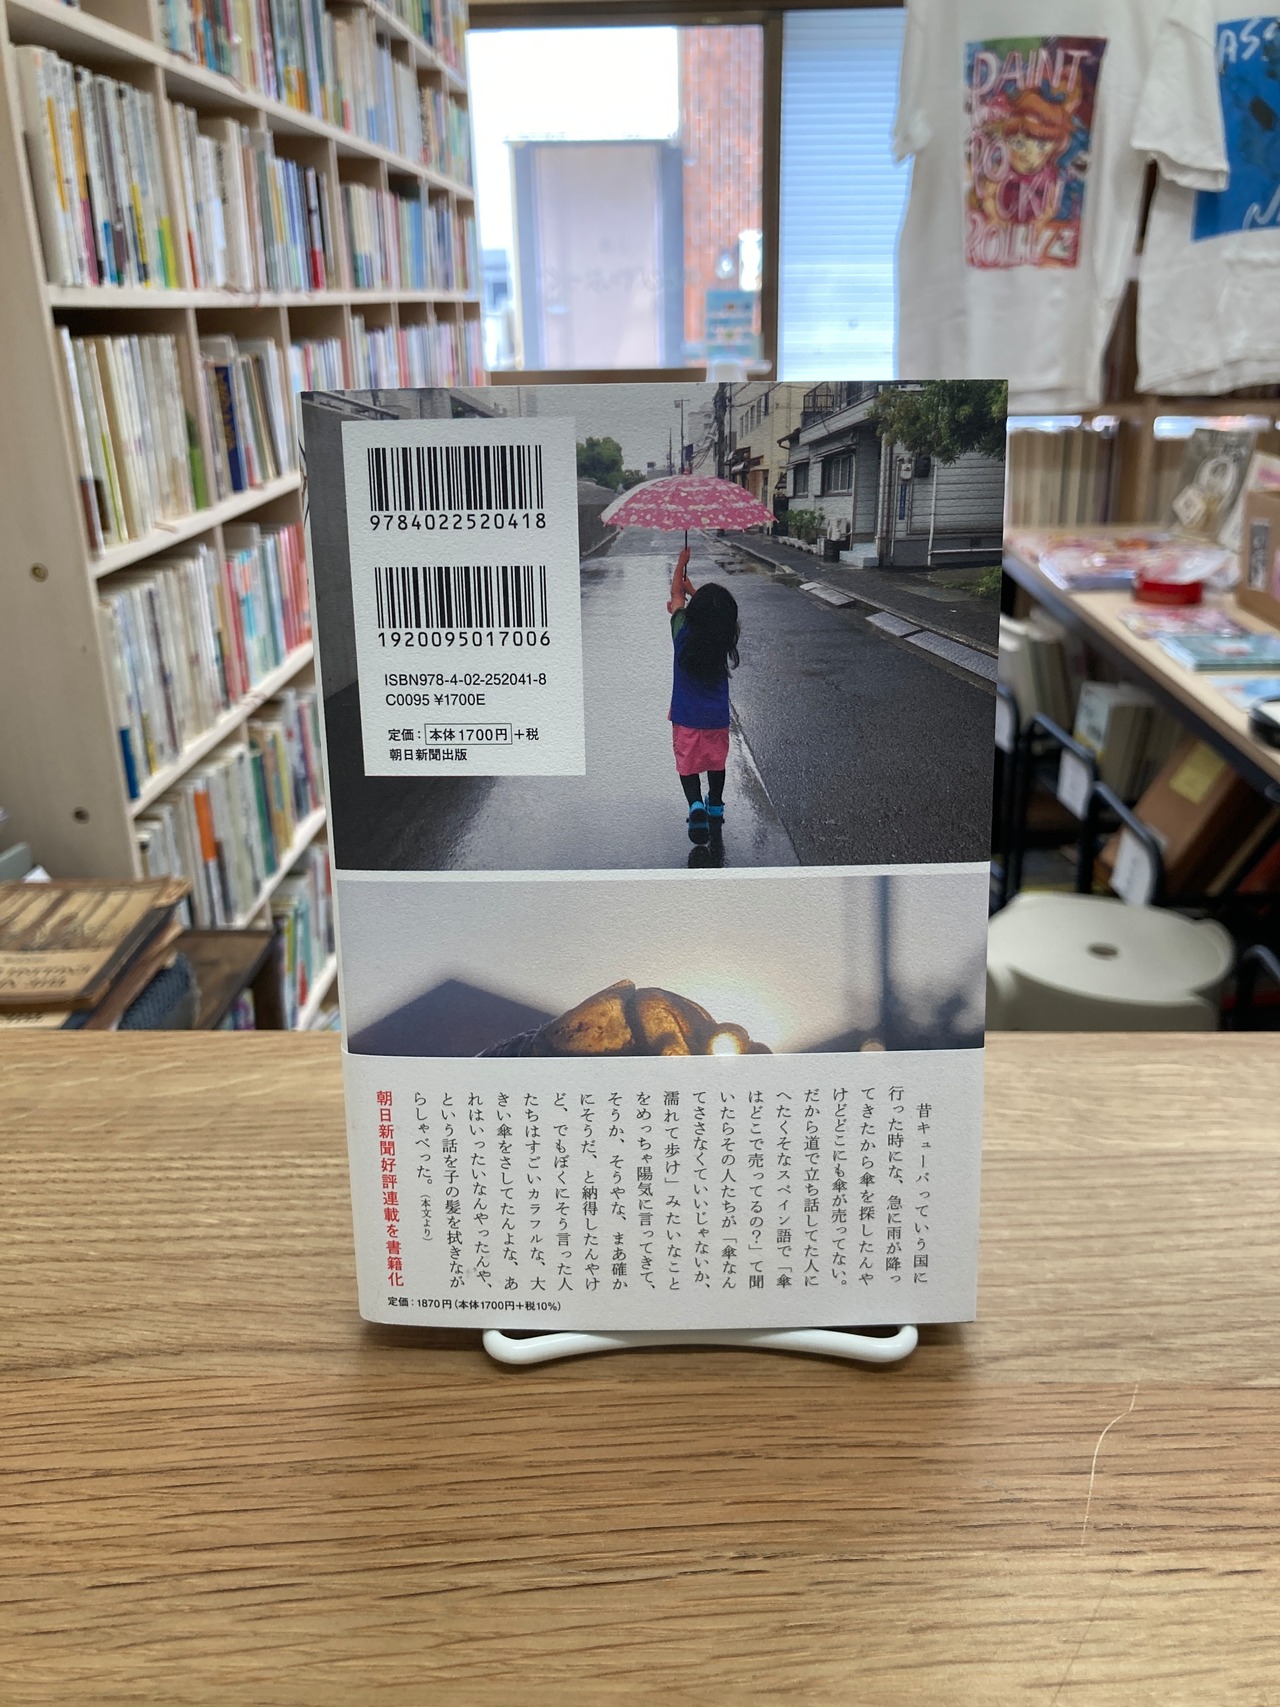 9784022520418
1920095017006
ISBN978-4-02-252041-8
C0095 ¥1700E
定価：本体1700円＋税
朝日新聞出版
昔キューバっていう国に
行った時にな、急に雨が降っ
てきたから傘を探したんや
けどどこにも傘が売ってない。
だから道で立ち話してた人に
へたくそなスペイン語で「傘
はどこで売ってるの？」て聞
いたらその人たちが「傘なん
てささなくていいじゃないか、
濡れて歩け」みたいなこと
をめっちゃ陽気に言ってきて、
そうか、そうやな、まあ確か
にそうだ、と納得したんやけ
ど、でもぼくにそう言った人
たちはすごいカラフルな、大
きい傘をさしてたんよな、あ
れはいったいなんやったんや、
という話を子の髪を拭きなが
らしゃべった。（本文より）
朝日新聞好評連載を書籍化
定価：1870円（本体1700円＋税10%）
PAINT
ROCK